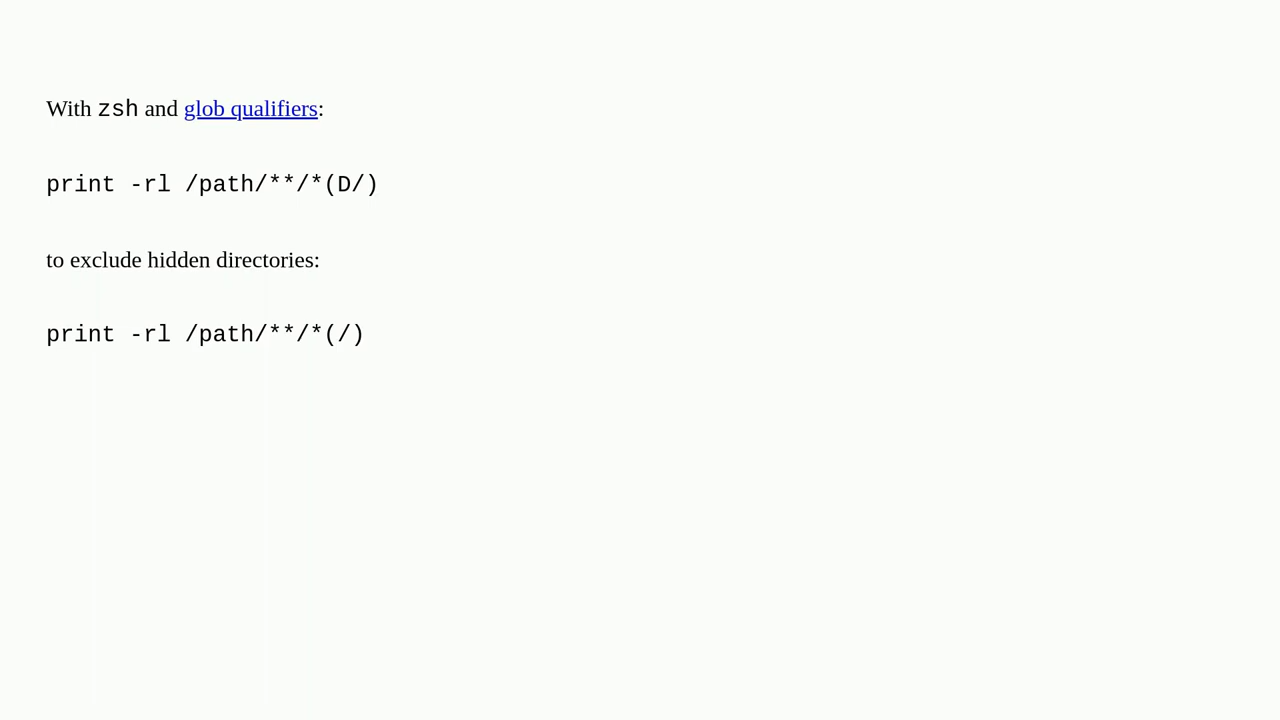 With zsh and glob qualifiers:
print -rl /path/**/*(D/)
to exclude hidden directories:
print -rl /path/**/*(/)